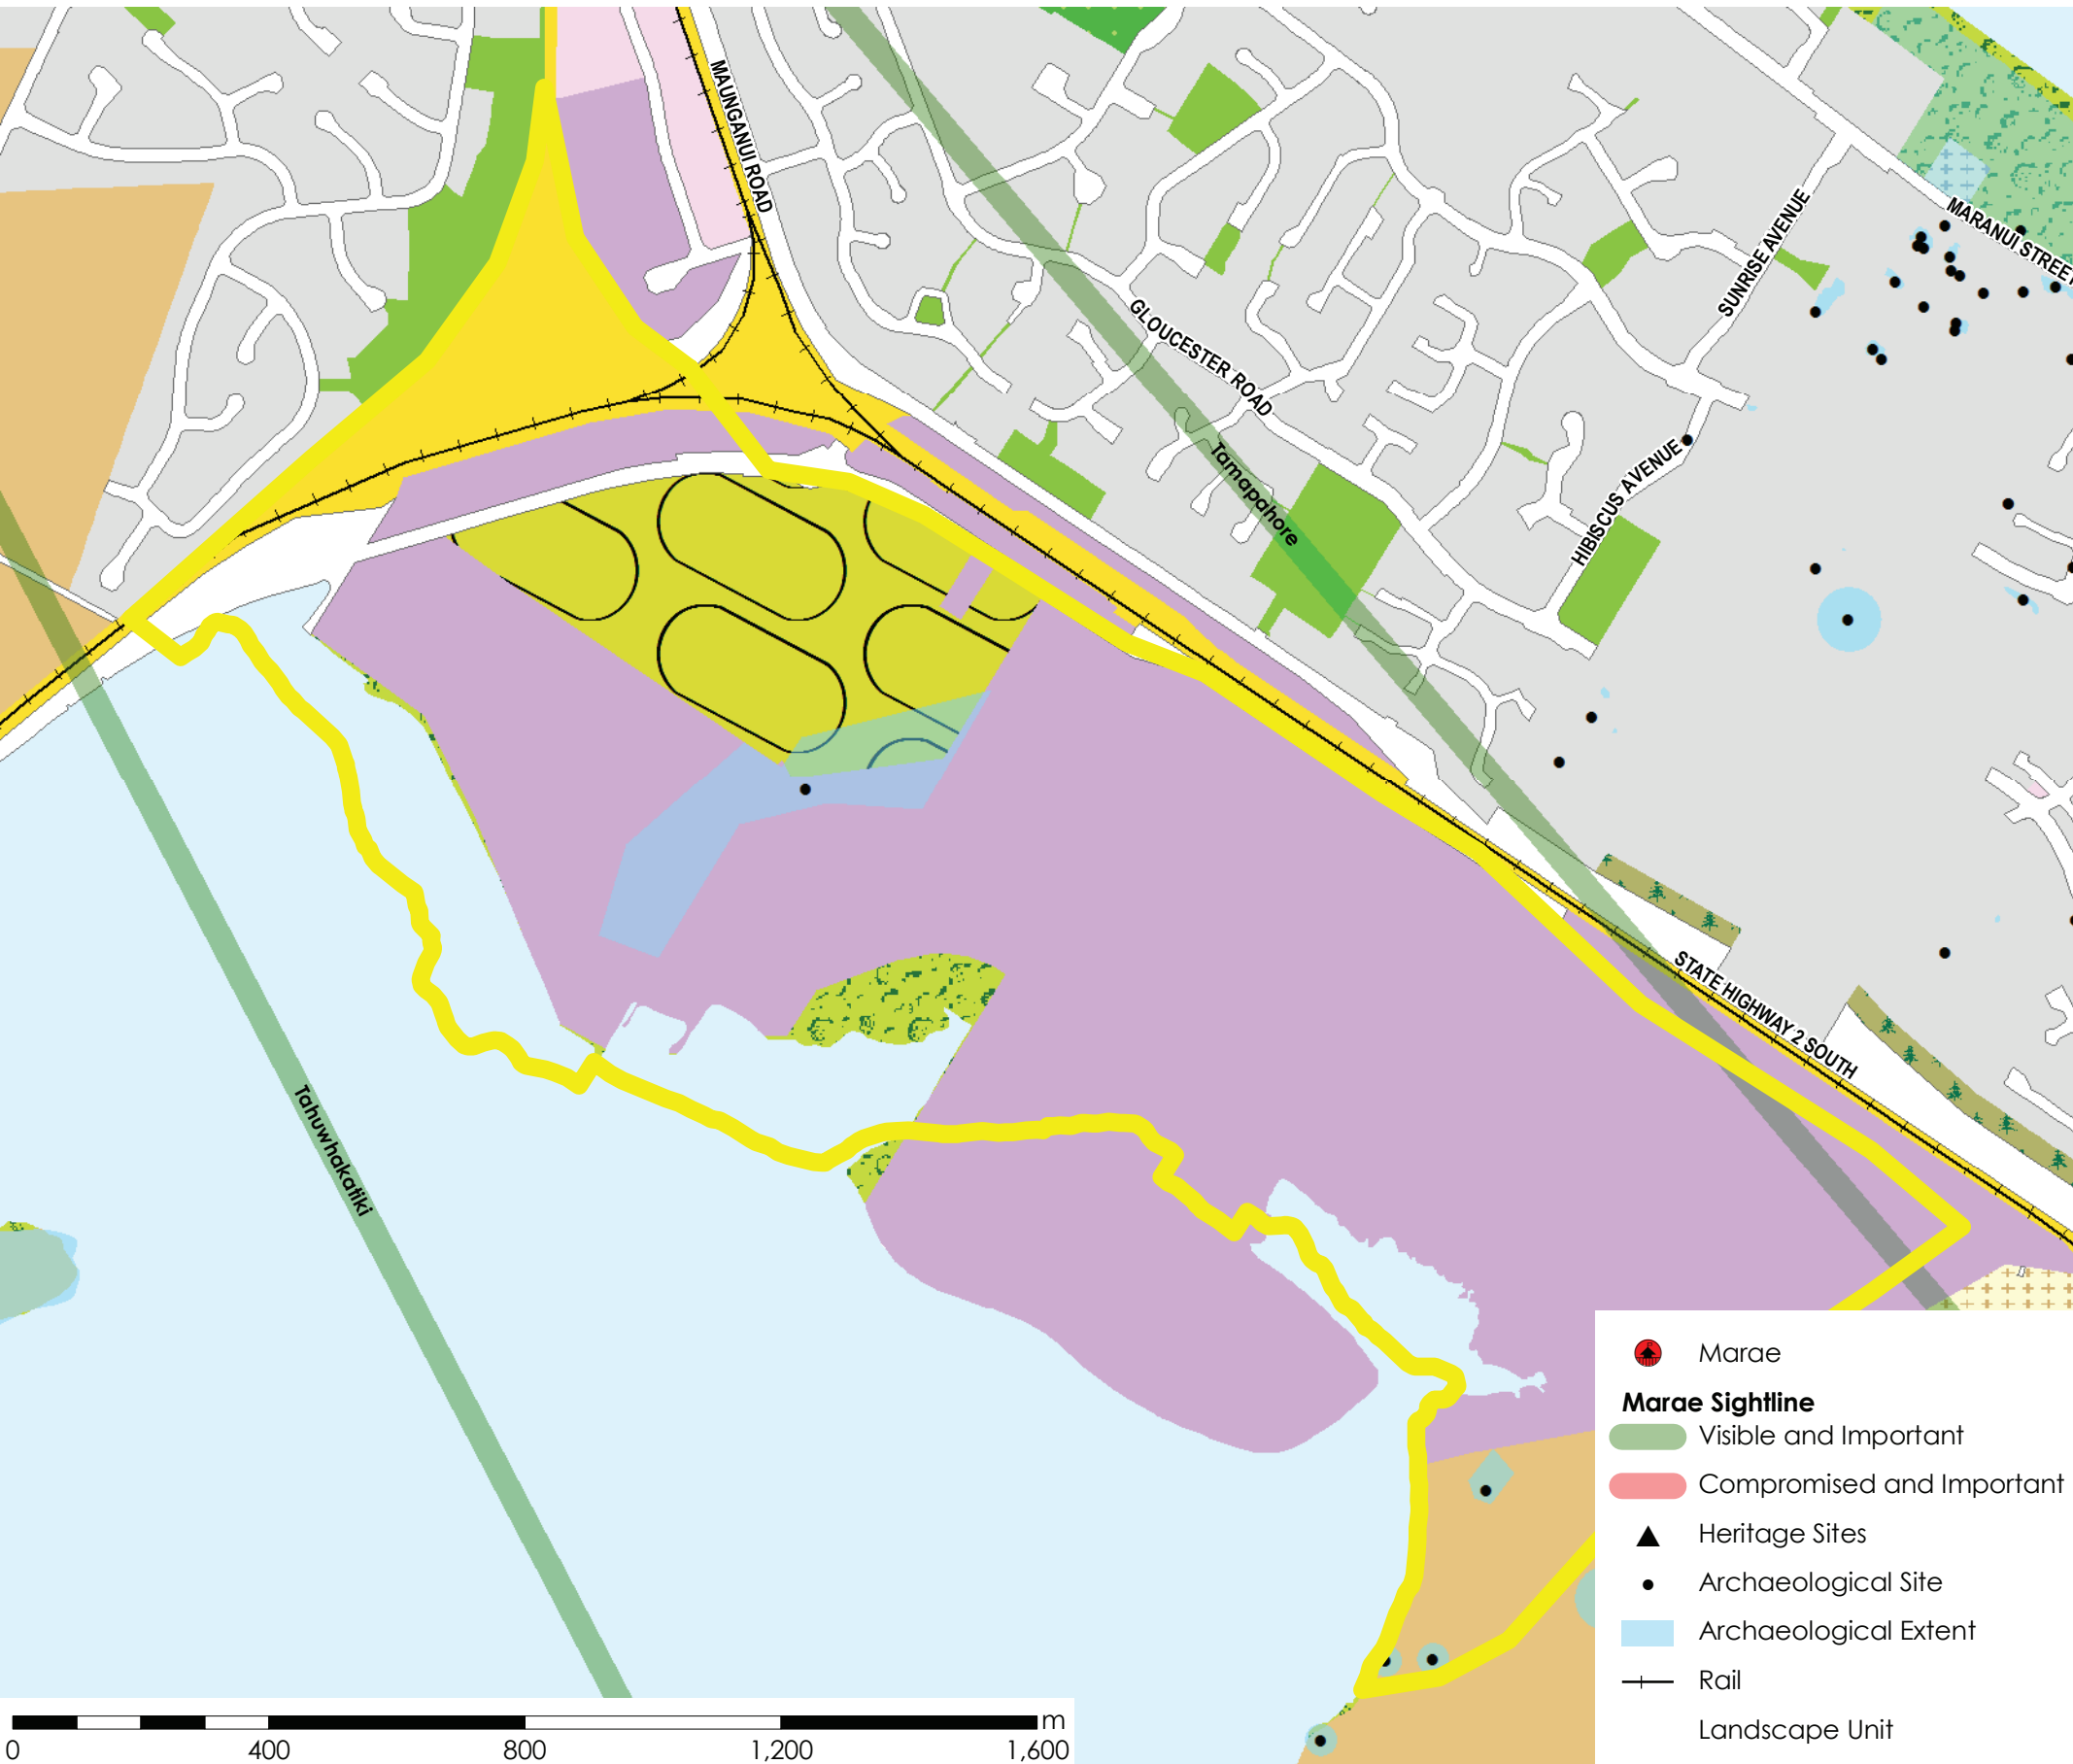 MAUNGANUI ROAD
SUNRISE AVENUE
MARANUI STREET
GLOUCESTER ROAD
Tamapahore
HIBISCUS AVENUE
STATE HIGHWAY 2 SOUTH
Tahuwhakatiki
Marae
Marae Sightline
Visible and Important
Compromised and Important
Heritage Sites
Archaeological Site
Archaeological Extent
Rail
Landscape Unit
m
0 400 800 1,200 1,600